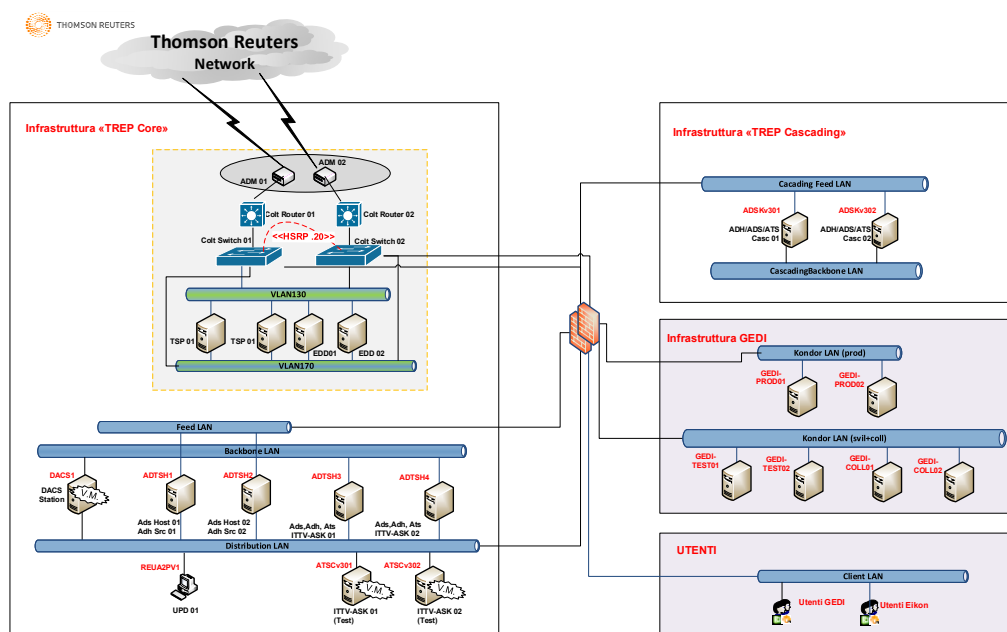 THOMSON REUTERS
Thomson Reuters
Network
Infrastruttura «TREP Core»
ADM 01
ADM 02
Colt Router 01
Colt Router 02
Colt Switch 01
<<HSRP .20>>
Colt Switch 02
VLAN130
TSP 01
TSP 01
EDD01
EDD 02
VLAN170
Feed LAN
Backbone LAN
DACS1
DACS
Station
V.M.
ADTSH1
Ads Host 01
Adh Src 01
ADTSH2
Ads Host 02
Adh Src 02
ADTSH3
Ads,Adh, Ats
ITTV-ASK 01
ADTSH4
Ads,Adh, Ats
ITTV-ASK 02
Distribution LAN
REUA2PV1
UPD 01
ATSCv301
V.M.
ITTV-ASK 01
(Test)
ATSCv302
V.M.
ITTV-ASK 02
(Test)
Infrastruttura «TREP Cascading»
Cacading Feed LAN
ADSKv301
ADH/ADS/ATS
Casc 01
ADSKv302
ADH/ADS/ATS
Casc 02
CascadingBackbone LAN
Infrastruttura GEDI
Kondor LAN (prod)
GEDI-
PROD01
GEDI-
PROD02
Kondor LAN (svil+coll)
GEDI-
TEST01
GEDI-
TEST02
GEDI-
COLL01
GEDI-
COLL02
UTENTI
Client LAN
Utenti GEDI
Utenti Eikon